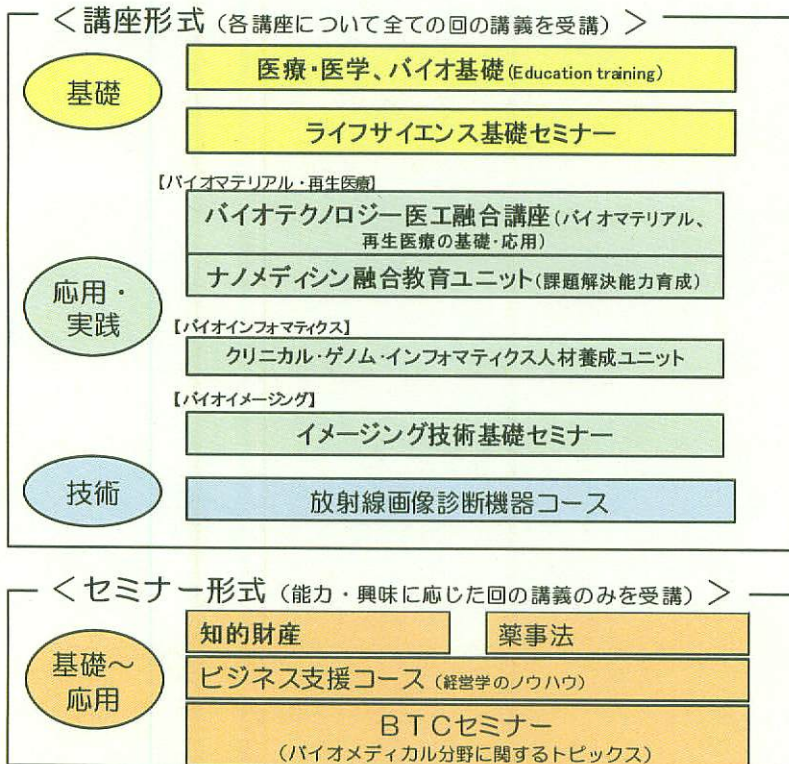 ＜講座形式（各講座について全ての回の講義を受講）＞
基礎
医療・医学、バイオ基礎(Education training)
ライフサイエンス基礎セミナー
【バイオマテリアル・再生医療】
バイオテクノロジー医工融合講座(バイオマテリアル、
再生医療の基礎・応用)
ナノメディシン融合教育ユニット(課題解決能力育成)
応用・
実践
【バイオインフォマティクス】
クリニカル・ゲノム・インフォマティクス人材養成ユニット
【バイオイメージング】
イメージング技術基礎セミナー
技術
放射線画像診断機器コース
＜セミナー形式（能力・興味に応じた回の講義のみを受講）＞
基礎～
応用
知的財産
薬事法
ビジネス支援コース（経営学のノウハウ）
ＢＴＣセミナー
（バイオメディカル分野に関するトピックス）